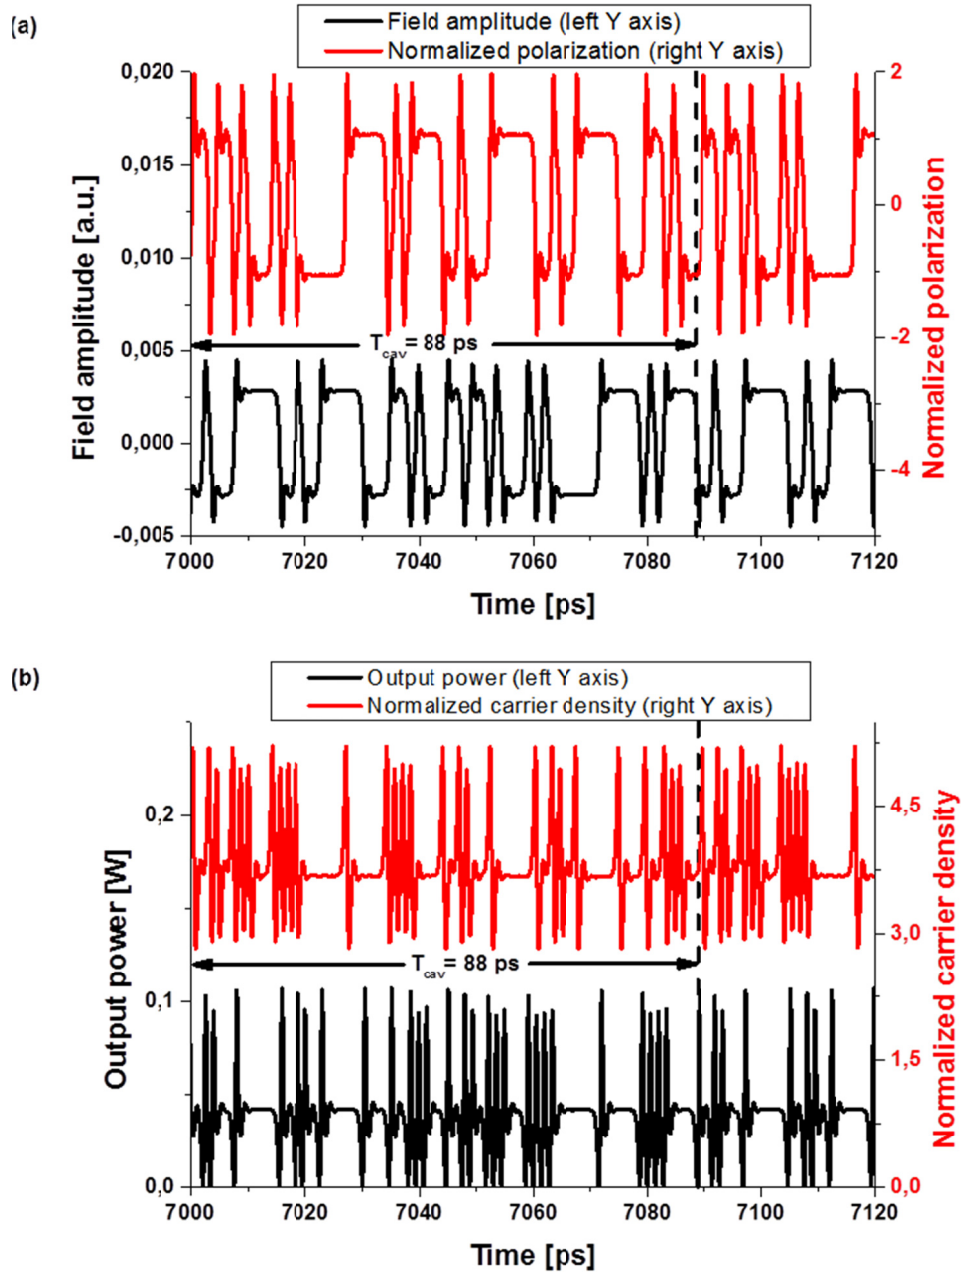 (a)
Field amplitude (left Y axis)
Normalized polarization (right Y axis)
0,020
0,015
0,010
0,005
0,000
-0,005
Field amplitude [a.u.]
2
0
-2
-4
Normalized polarization
Tcav= 88 ps
7000 7020 7040 7060 7080 7100 7120
Time [ps]
(b)
Output power (left Y axis)
Normalized carrier density (right Y axis)
0,2
0,1
0,0
Output power [W]
4,5
3,0
1,5
0,0
Normalized carrier density
Tcav= 88 ps
7000 7020 7040 7060 7080 7100 7120
Time [ps]